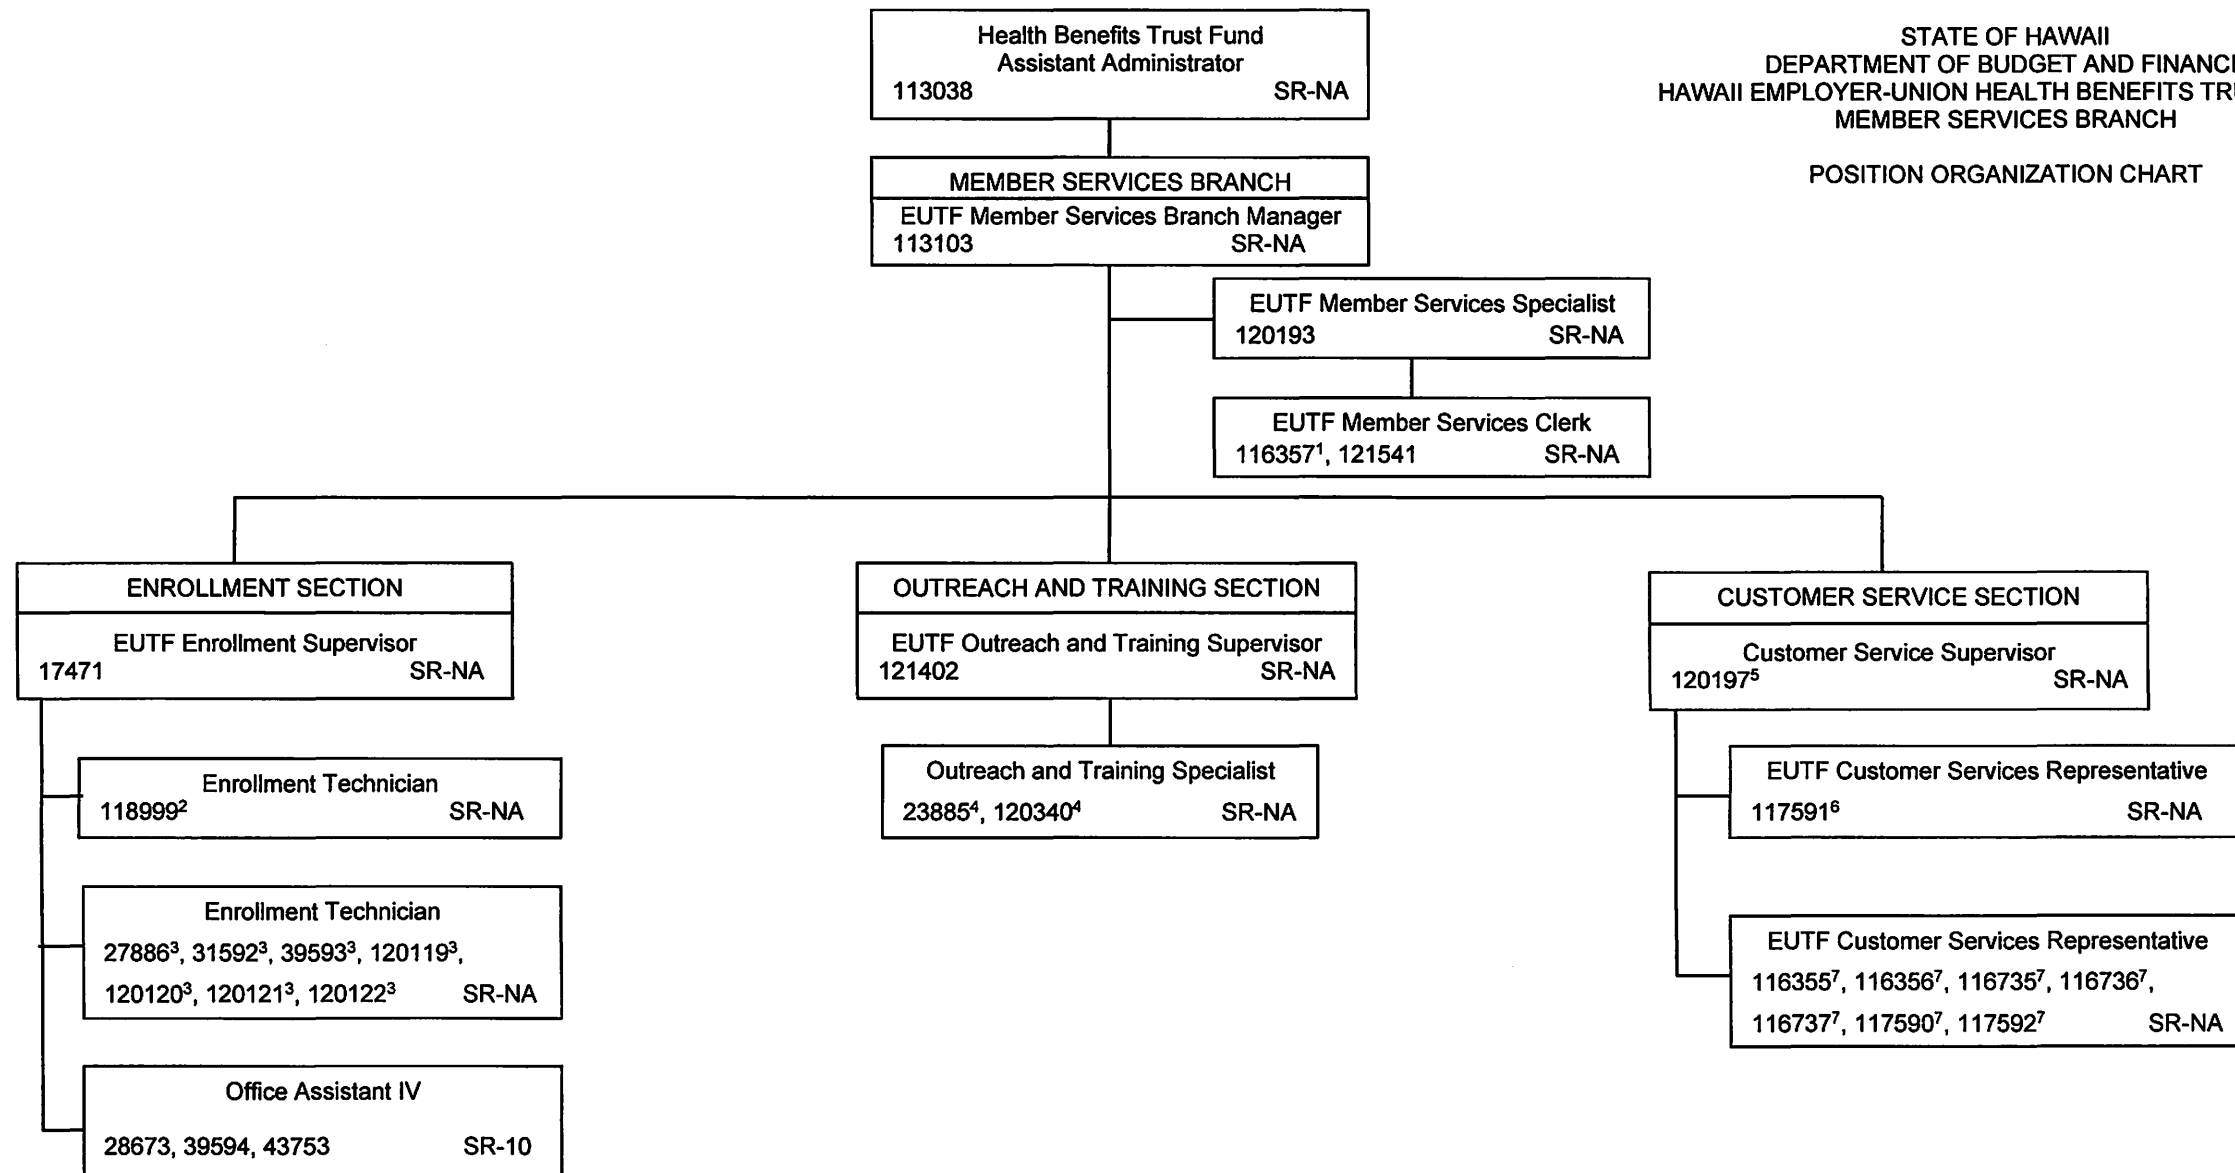 Health Benefits Trust Fund
Assistant Administrator
113038 SR-NA
STATE OF HAWAII
DEPARTMENT OF BUDGET AND FINANC
HAWAII EMPLOYER-UNION HEALTH BENEFITS TR
MEMBER SERVICES BRANCH
POSITION ORGANIZATION CHART
MEMBER SERVICES BRANCH
EUTF Member Services Branch Manager
113103 SR-NA
EUTF Member Services Specialist
120193 SR-NA
EUTF Member Services Clerk
116357¹, 121541 SR-NA
ENROLLMENT SECTION
EUTF Enrollment Supervisor
17471 SR-NA
Enrollment Technician
118999² SR-NA
Enrollment Technician
27886³, 31592³, 39593³, 120119³,
120120³, 120121³, 120122³ SR-NA
Office Assistant IV
28673, 39594, 43753 SR-10
OUTREACH AND TRAINING SECTION
EUTF Outreach and Training Supervisor
121402 SR-NA
Outreach and Training Specialist
23885⁴, 120340⁴ SR-NA
CUSTOMER SERVICE SECTION
Customer Service Supervisor
120197⁵ SR-NA
EUTF Customer Services Representative
117591⁶ SR-NA
EUTF Customer Services Representative
116355⁷, 116356⁷, 116735⁷, 116736⁷,
116737⁷, 117590⁷, 117592⁷ SR-NA